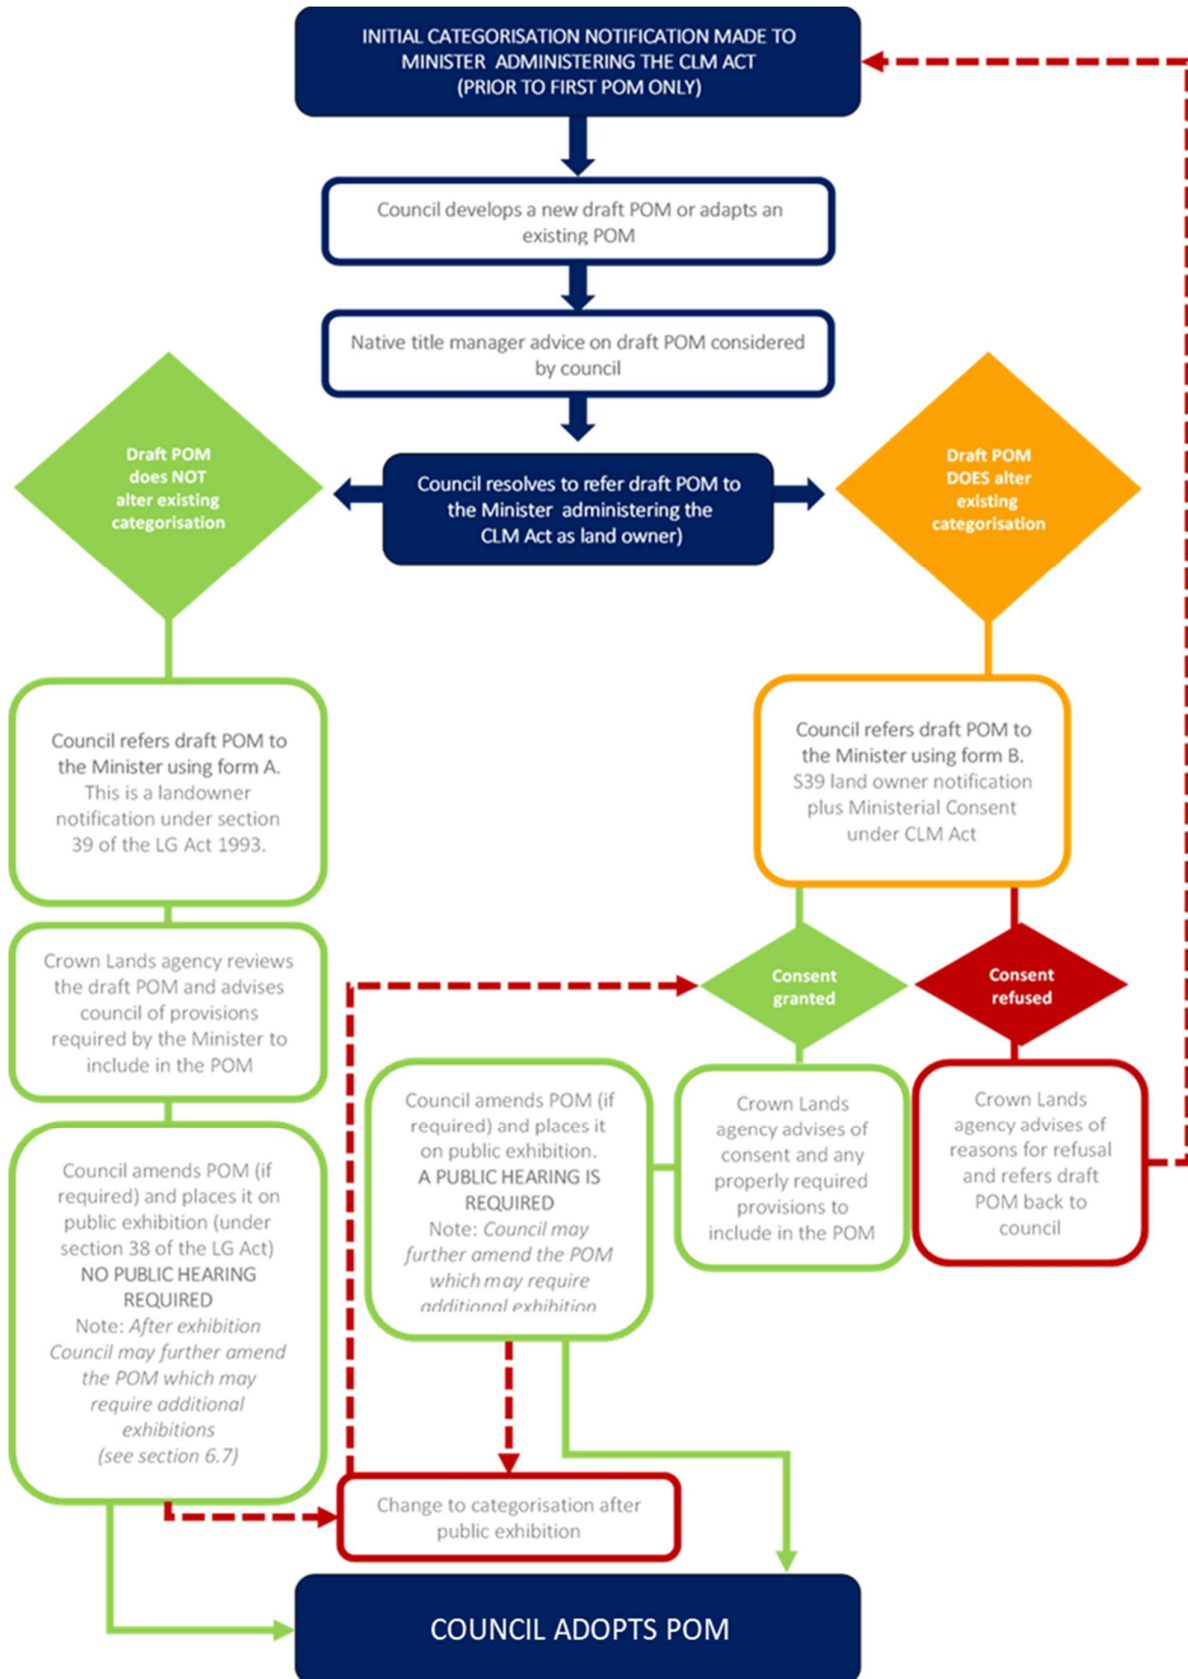 INITIAL CATEGORISATION NOTIFICATION MADE TO
MINISTER ADMINISTERING THE CLM ACT
(PRIOR TO FIRST POM ONLY)
Council develops a new draft POM or adapts an
existing POM
Native title manager advice on draft POM considered
by council
Council resolves to refer draft POM to
the Minister administering the
CLM Act as land owner)
Draft POM
does NOT
alter existing
categorisation
Draft POM
DOES alter
existing
categorisation
Council refers draft POM to
the Minister using form A.
This is a landowner
notification under section
39 of the LG Act 1993.
Crown Lands agency reviews
the draft POM and advises
council of provisions
required by the Minister to
include in the POM
Council amends POM (if
required) and places it on
public exhibition (under
section 38 of the LG Act)
NO PUBLIC HEARING
REQUIRED
Note: After exhibition
Council may further amend
the POM which may
require additional
exhibitions
(see section 6.7)
Council refers draft POM to
the Minister using form B.
S39 land owner notification
plus Ministerial Consent
under CLM Act
Consent
granted
Consent
refused
Council amends POM (if
required) and places it
on public exhibition.
A PUBLIC HEARING IS
REQUIRED
Note: Council may
further amend the POM
which may require
additional exhibition
Crown Lands
agency advises of
consent and any
properly required
provisions to
include in the POM
Crown Lands
agency advises of
reasons for refusal
and refers draft
POM back to
council
Change to categorisation after
public exhibition
COUNCIL ADOPTS POM